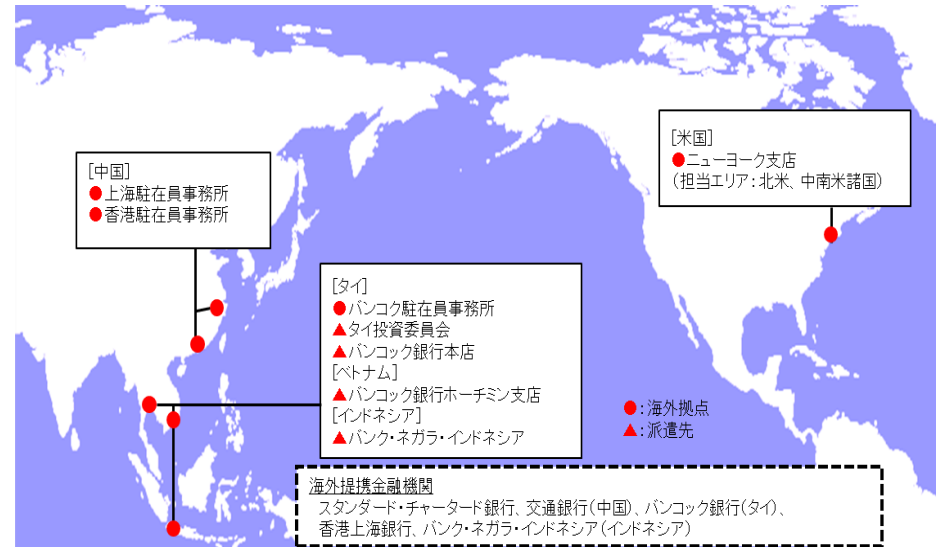 [中国]
●上海駐在員事務所
●香港駐在員事務所
[米国]
●ニューヨーク支店
(担当エリア:北米、中南米諸国)
[タイ]
●バンコク駐在員事務所
▲タイ投資委員会
▲バンコック銀行本店
[ベトナム]
▲バンコック銀行ホーチミン支店
[インドネシア]
▲バンク・ネガラ・インドネシア
●:海外拠点
▲:派遣先
海外提携金融機関
スタンダード・チャータード銀行、交通銀行(中国)、バンコック銀行(タイ)、
香港上海銀行、バンク・ネガラ・インドネシア(インドネシア)